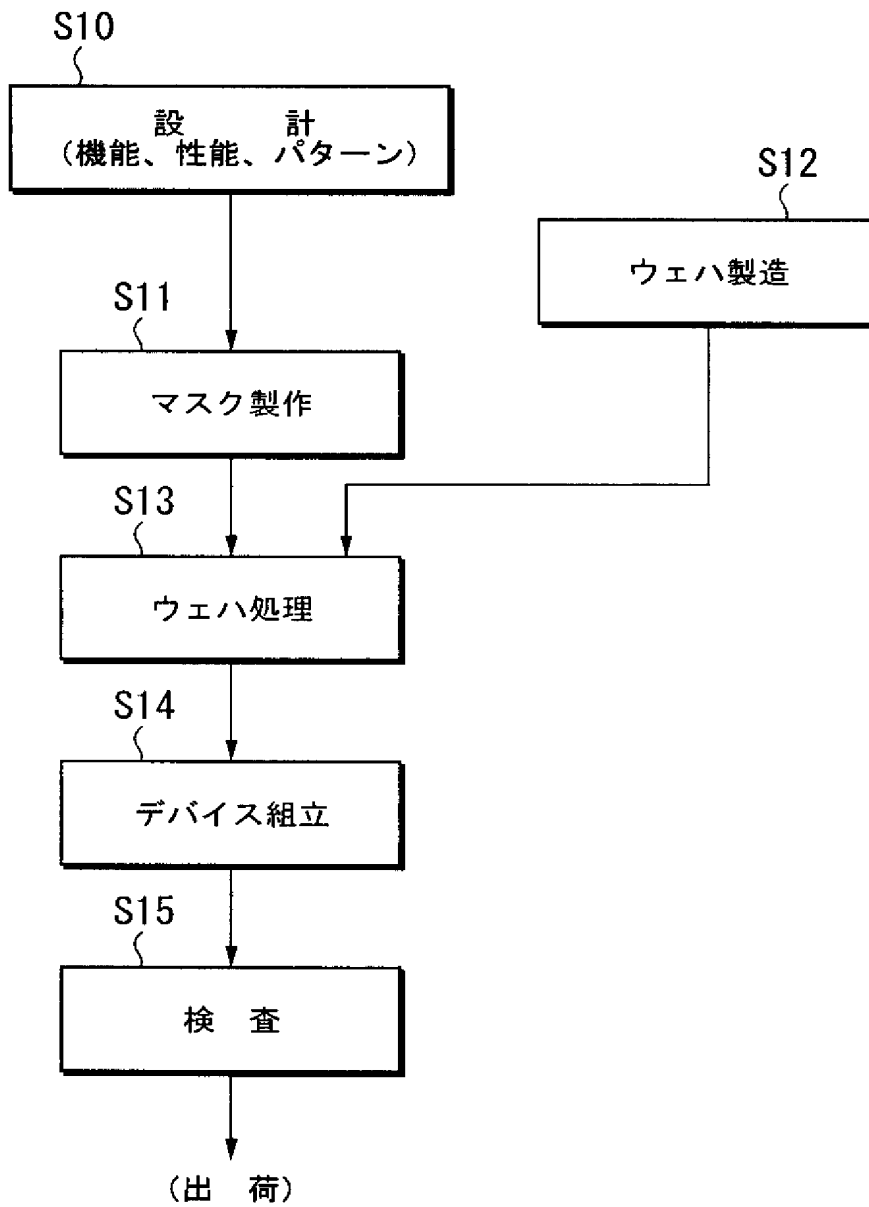 S10
設　　計
（機能、性能、パターン）
S12
ウェハ製造
S11
マスク製作
S13
ウェハ処理
S14
デバイス組立
S15
検　査
（出　荷）